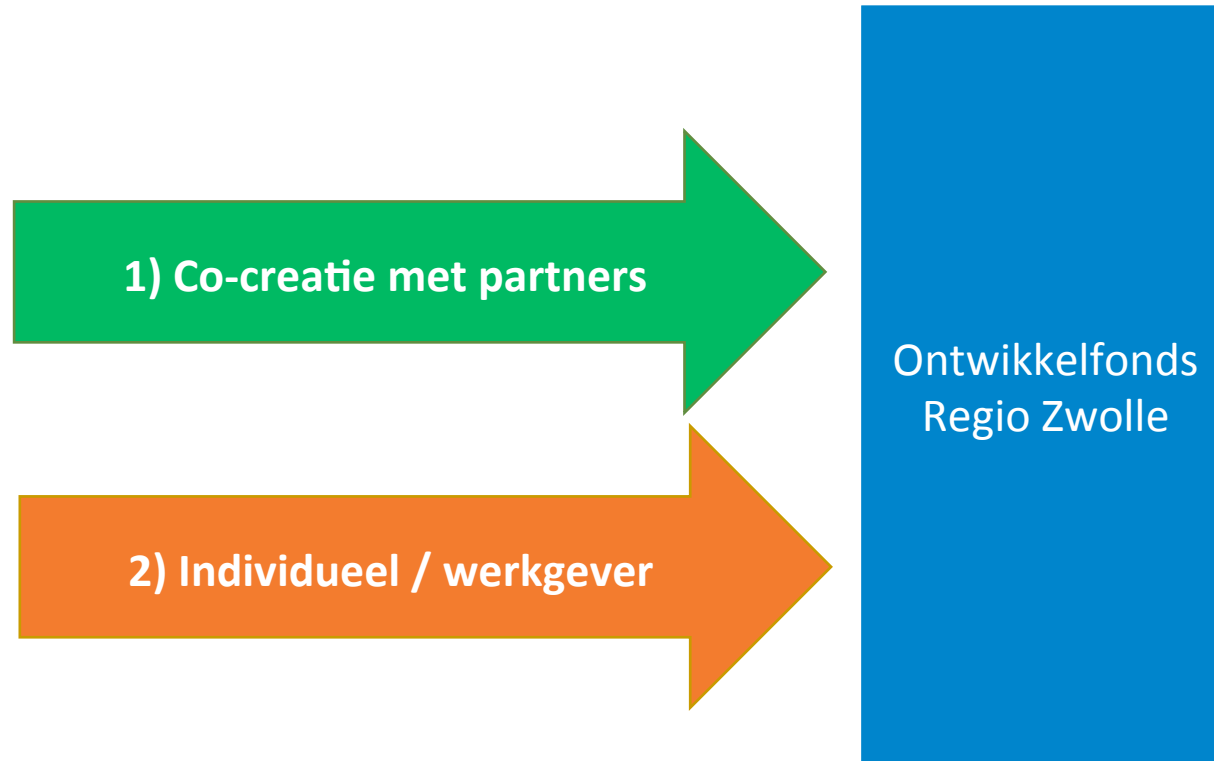 1) Co-creatie met partners
2) Individueel / werkgever
Ontwikkelfonds
Regio Zwolle